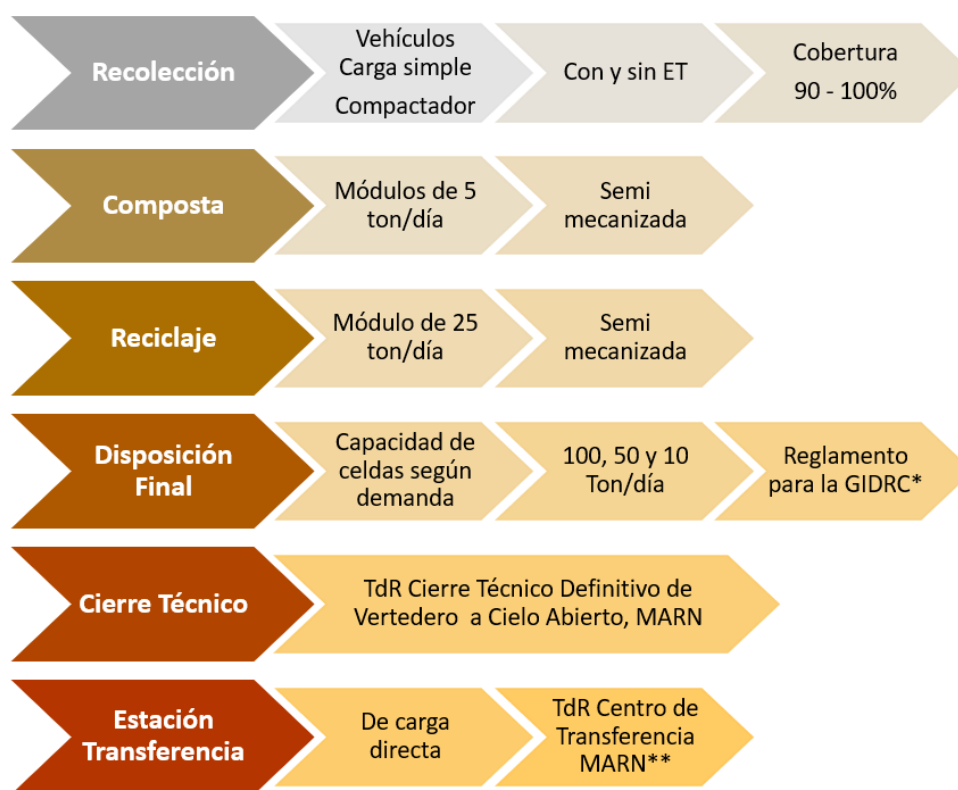 Recolección
Vehículos
Carga simple
Compactador
Con y sin ET
Cobertura
90 - 100%
Composta
Módulos de 5
ton/día
Semi
mecanizada
Reciclaje
Módulo de 25
ton/día
Semi
mecanizada
Disposición
Final
Capacidad de
celdas según
demanda
100, 50 y 10
Ton/día
Reglamento
para la GIDRC*
Cierre Técnico
TdR Cierre Técnico Definitivo de
Vertedero a Cielo Abierto, MARN
Estación
Transferencia
De carga
directa
TdR Centro de
Transferencia
MARN**